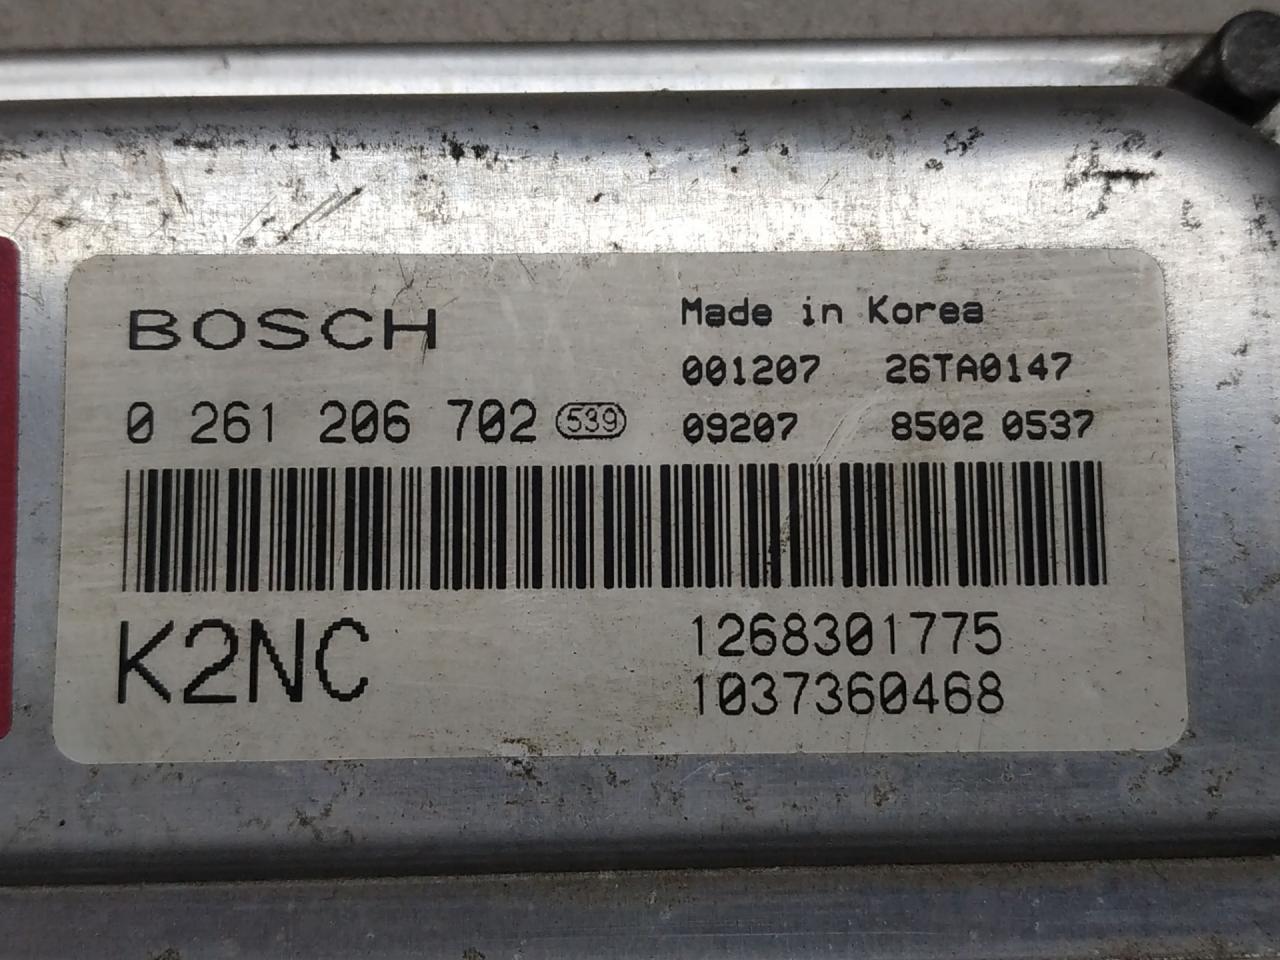 BOSCH
Made in Korea
001207 26TA0147
0 261 206 702 539
09207 8502 0537
K2NC
1268301775
1037360468